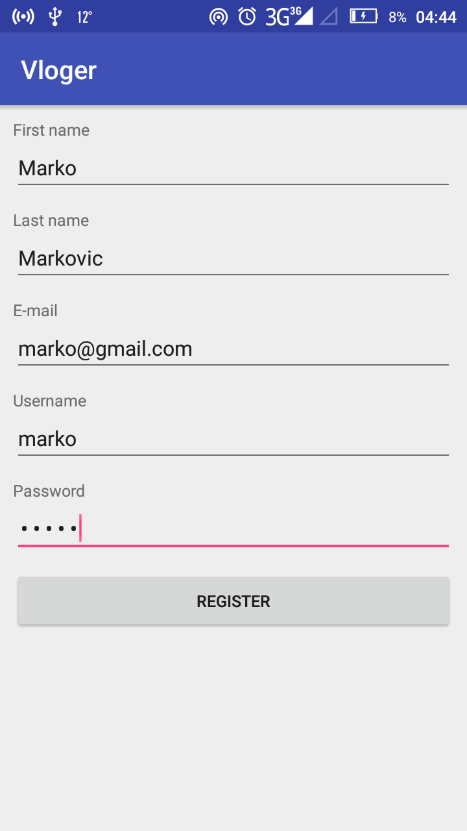 12° 3G 3G 8% 04:44
Vloger
First name
Marko
Last name
Markovic
E-mail
marko@gmail.com
Username
marko
Password
•••••
REGISTER